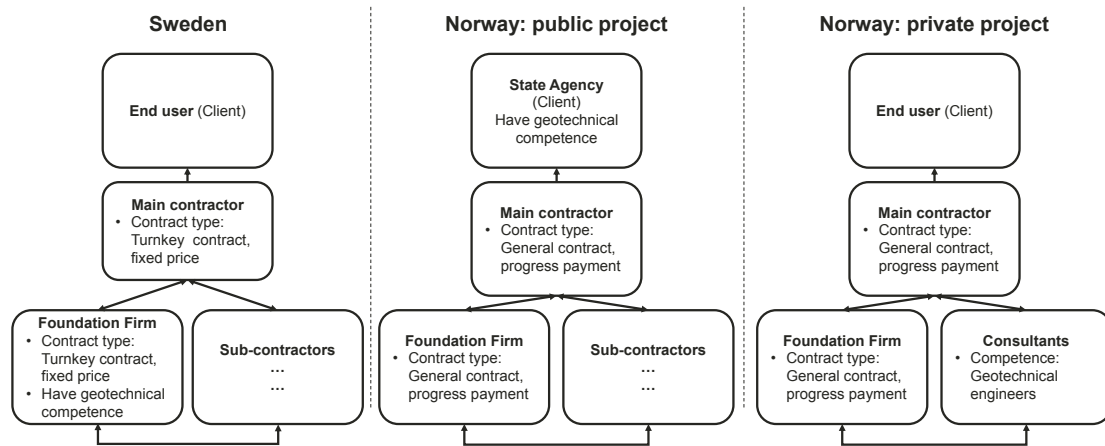 Sweden
End user (Client)
Main contractor
• Contract type:
Turnkey contract,
fixed price
Foundation Firm
• Contract type:
Turnkey contract,
fixed price
• Have geotechnical
competence
Sub-contractors
...
...
Norway: public project
State Agency
(Client)
Have geotechnical
competence
Main contractor
• Contract type:
General contract,
progress payment
Foundation Firm
• Contract type:
General contract,
progress payment
Sub-contractors
...
...
Norway: private project
End user (Client)
Main contractor
• Contract type:
General contract,
progress payment
Foundation Firm
• Contract type:
General contract,
progress payment
Consultants
• Competence:
Geotechnical
engineers